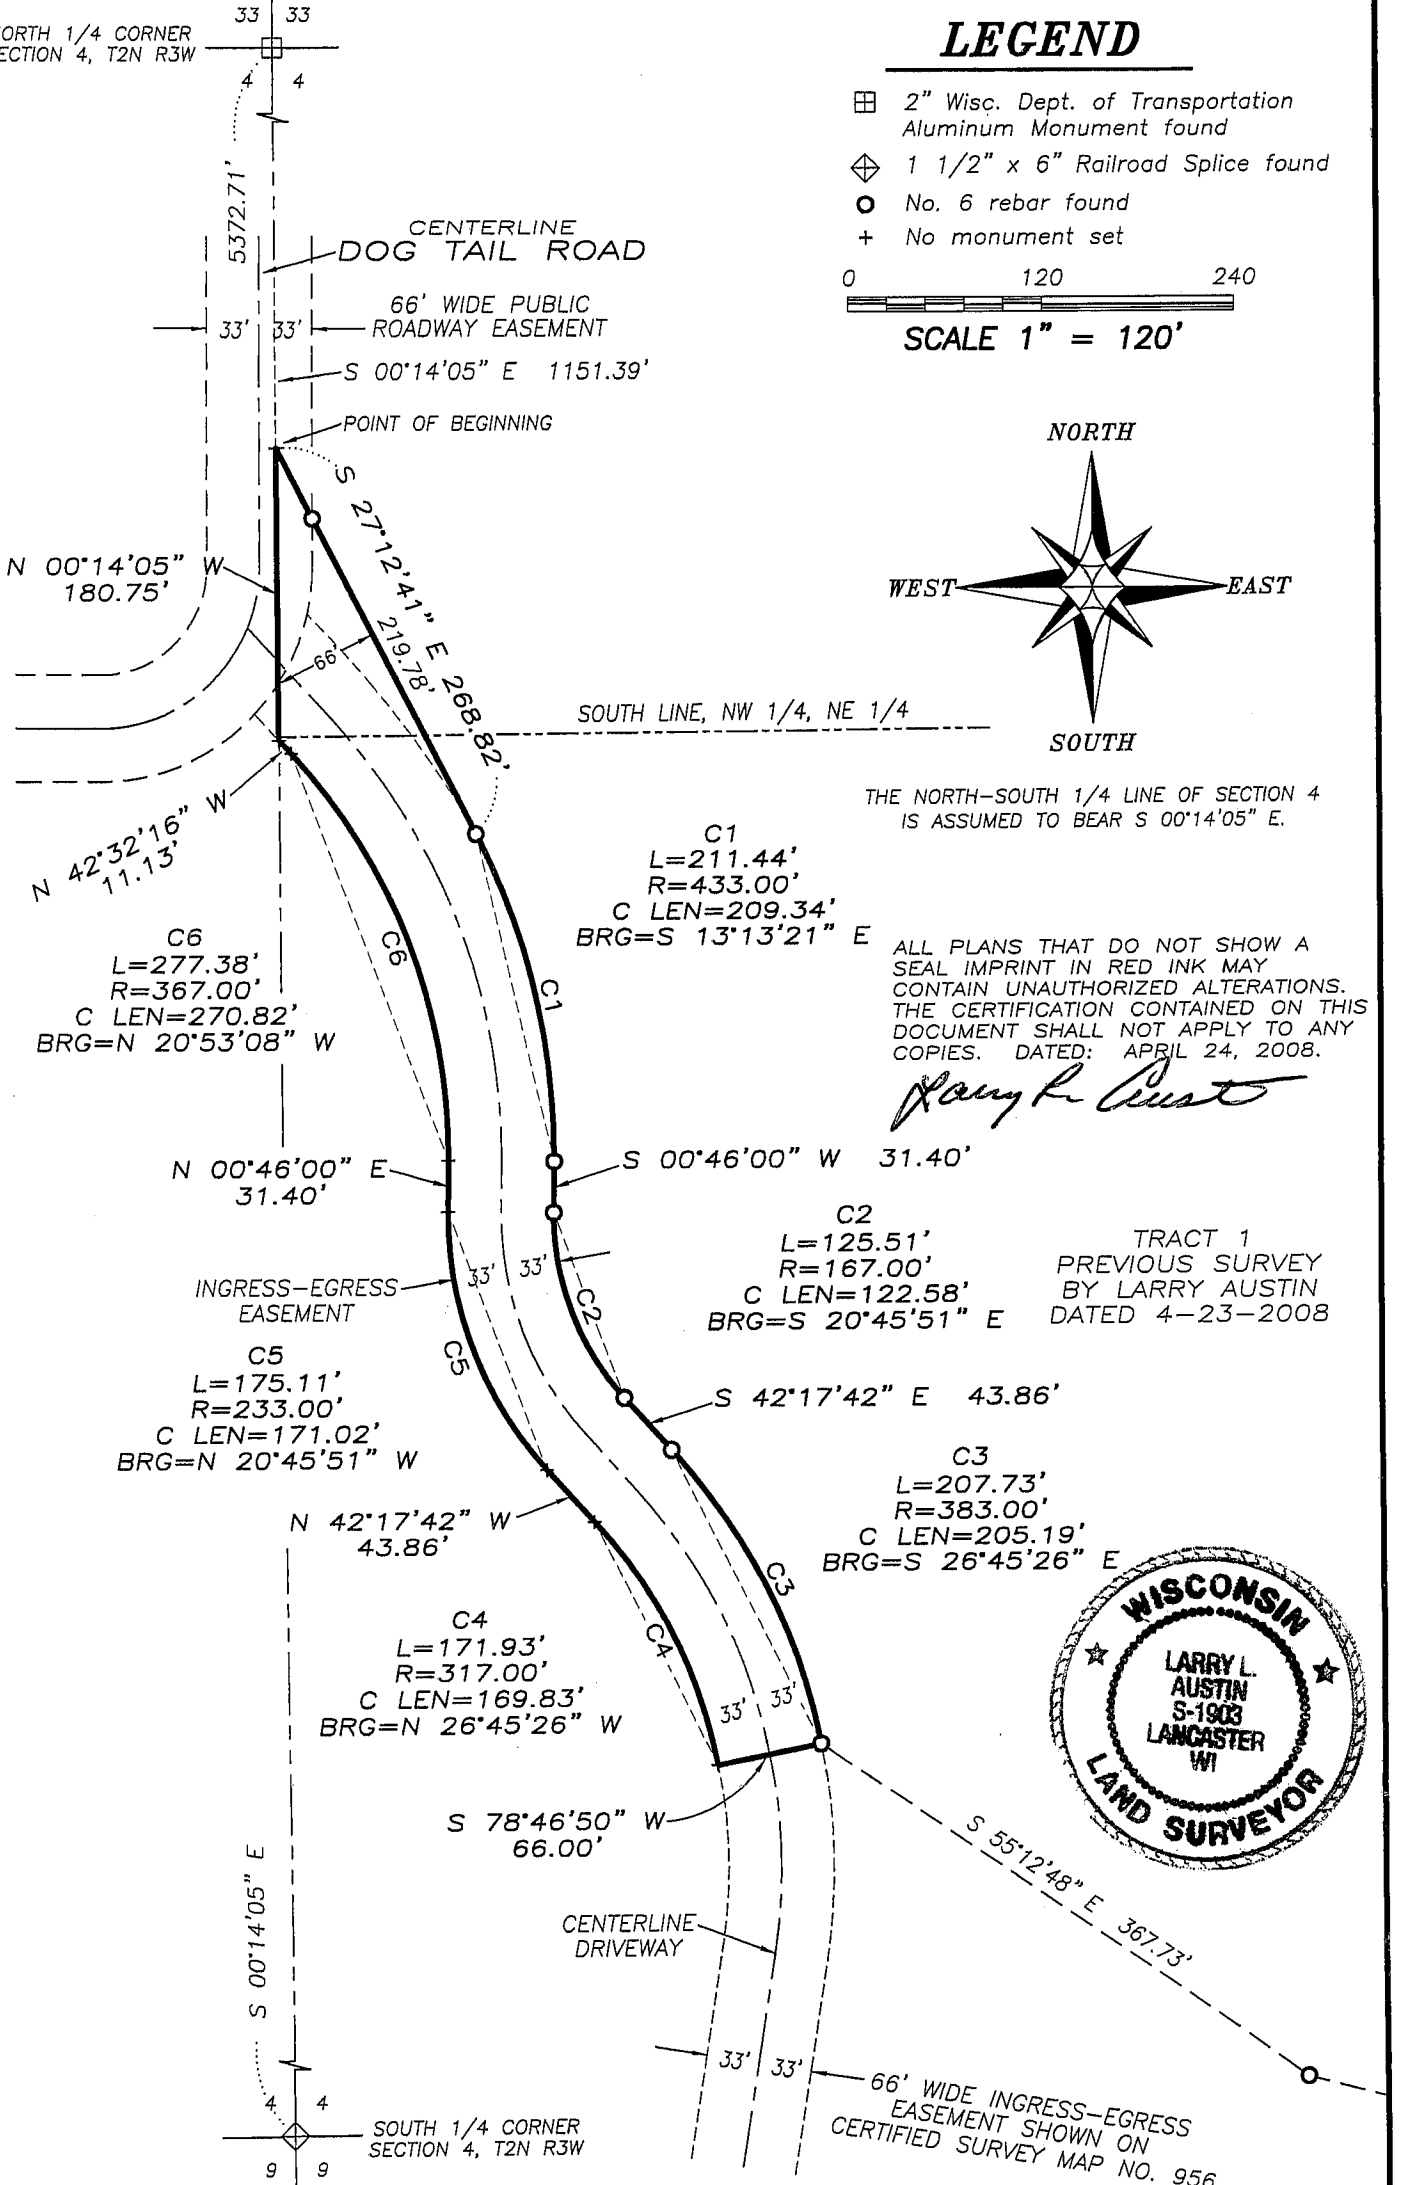 33 33
ORTH 1/4 CORNER
ECTION 4, T2N R3W
4 4
5372.71'
CENTERLINE
DOG TAIL ROAD
66' WIDE PUBLIC
ROADWAY EASEMENT
33' 33'
S 00°14'05" E 1151.39'
POINT OF BEGINNING
S 27°12'41" E 268.82'
219.78'
N 00°14'05" W
180.75'
66'
SOUTH LINE, NW 1/4, NE 1/4
N 42°32'16" W
11.13'
LEGEND
2" Wisc. Dept. of Transportation
Aluminum Monument found
1 1/2" x 6" Railroad Splice found
No. 6 rebar found
+ No monument set
0 120 240
SCALE 1" = 120'
NORTH
WEST EAST
SOUTH
THE NORTH-SOUTH 1/4 LINE OF SECTION 4
IS ASSUMED TO BEAR S 00°14'05" E.
C1
L=211.44'
R=433.00'
C LEN=209.34'
BRG=S 13°13'21" E
C6
L=277.38'
R=367.00'
C LEN=270.82'
BRG=N 20°53'08" W
C6
C1
ALL PLANS THAT DO NOT SHOW A
SEAL IMPRINT IN RED INK MAY
CONTAIN UNAUTHORIZED ALTERATIONS.
THE CERTIFICATION CONTAINED ON THIS
DOCUMENT SHALL NOT APPLY TO ANY
COPIES. DATED: APRIL 24, 2008.
N 00°46'00" E
31.40'
S 00°46'00" W 31.40'
C2
L=125.51'
R=167.00'
C LEN=122.58'
BRG=S 20°45'51" E
TRACT 1
PREVIOUS SURVEY
BY LARRY AUSTIN
DATED 4-23-2008
INGRESS-EGRESS
EASEMENT
33' 33'
C2
C5
C5
L=175.11'
R=233.00'
C LEN=171.02'
BRG=N 20°45'51" W
S 42°17'42" E 43.86'
N 42°17'42" W
43.86'
C3
L=207.73'
R=383.00'
C LEN=205.19'
BRG=S 26°45'26" E
C3
C4
C4
L=171.93'
R=317.00'
C LEN=169.83'
BRG=N 26°45'26" W
33' 33'
WISCONSIN
LARRY L.
AUSTIN
S-1903
LANCASTER
WI
LAND SURVEYOR
S 78°46'50" W
66.00'
S 55°12'48" E 367.73'
CENTERLINE
DRIVEWAY
S 00°14'05" E
33' 33'
66' WIDE INGRESS-EGRESS
EASEMENT SHOWN ON
CERTIFIED SURVEY MAP NO. 956
4 4
SOUTH 1/4 CORNER
SECTION 4, T2N R3W
9 9